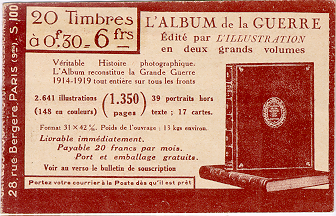 20 Timbres
à 0f.30 = 6 frs
L'ALBUM de la GUERRE
Édité par L'ILLUSTRATION
en deux grands volumes
Véritable Histoire photographique.
L'Album reconstitue la Grande Guerre
1914-1919 tout entière sur tous les fronts
2.641 illustrations
(148 en couleurs)
(1.350)
pages
39 portraits hors
texte ; 17 cartes.
Format 31 × 42 %. Poids de l'ouvrage : 13 kgs environ.
Livrable immédiatement.
Payable 20 francs par mois.
Port et emballage gratuits.
Voir au verso le bulletin de souscription
Portez votre courrier à la Poste dès qu'il est prêt
28 rue Bergère. PARIS (9e). S. 100